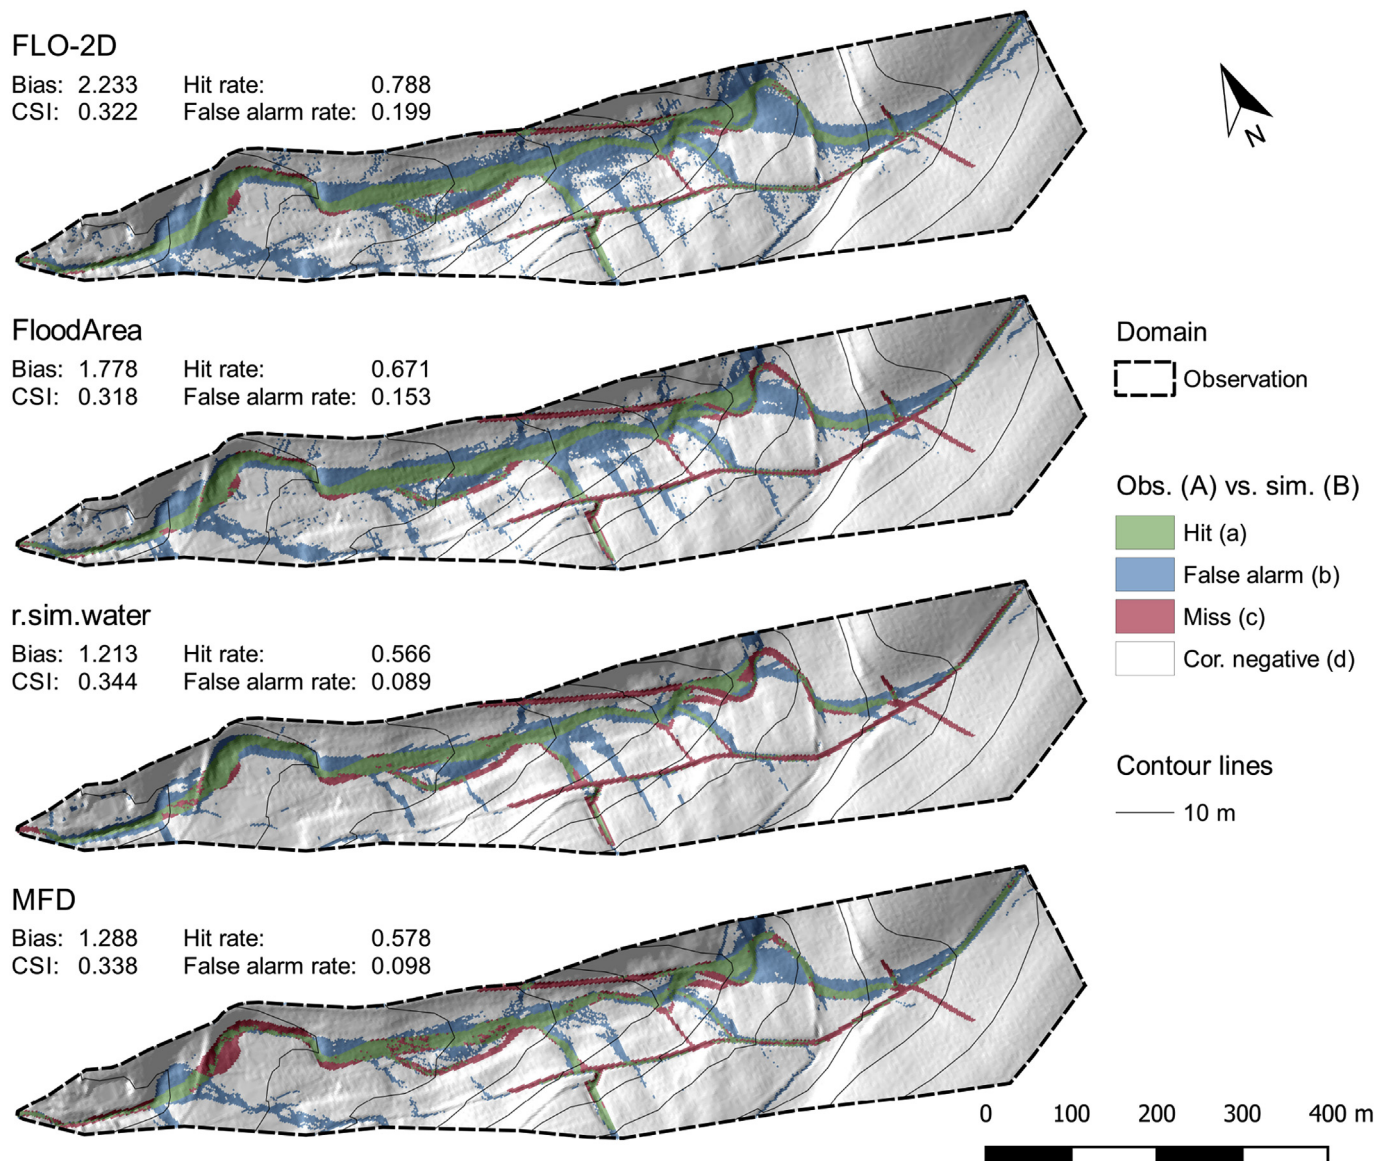 FLO-2D
Bias: 2.233 Hit rate: 0.788
CSI: 0.322 False alarm rate: 0.199
N
FloodArea
Bias: 1.778 Hit rate: 0.671
CSI: 0.318 False alarm rate: 0.153
Domain
Observation
Obs. (A) vs. sim. (B)
Hit (a)
False alarm (b)
Miss (c)
Cor. negative (d)
r.sim.water
Bias: 1.213 Hit rate: 0.566
CSI: 0.344 False alarm rate: 0.089
Contour lines
10 m
MFD
Bias: 1.288 Hit rate: 0.578
CSI: 0.338 False alarm rate: 0.098
0 100 200 300 400 m